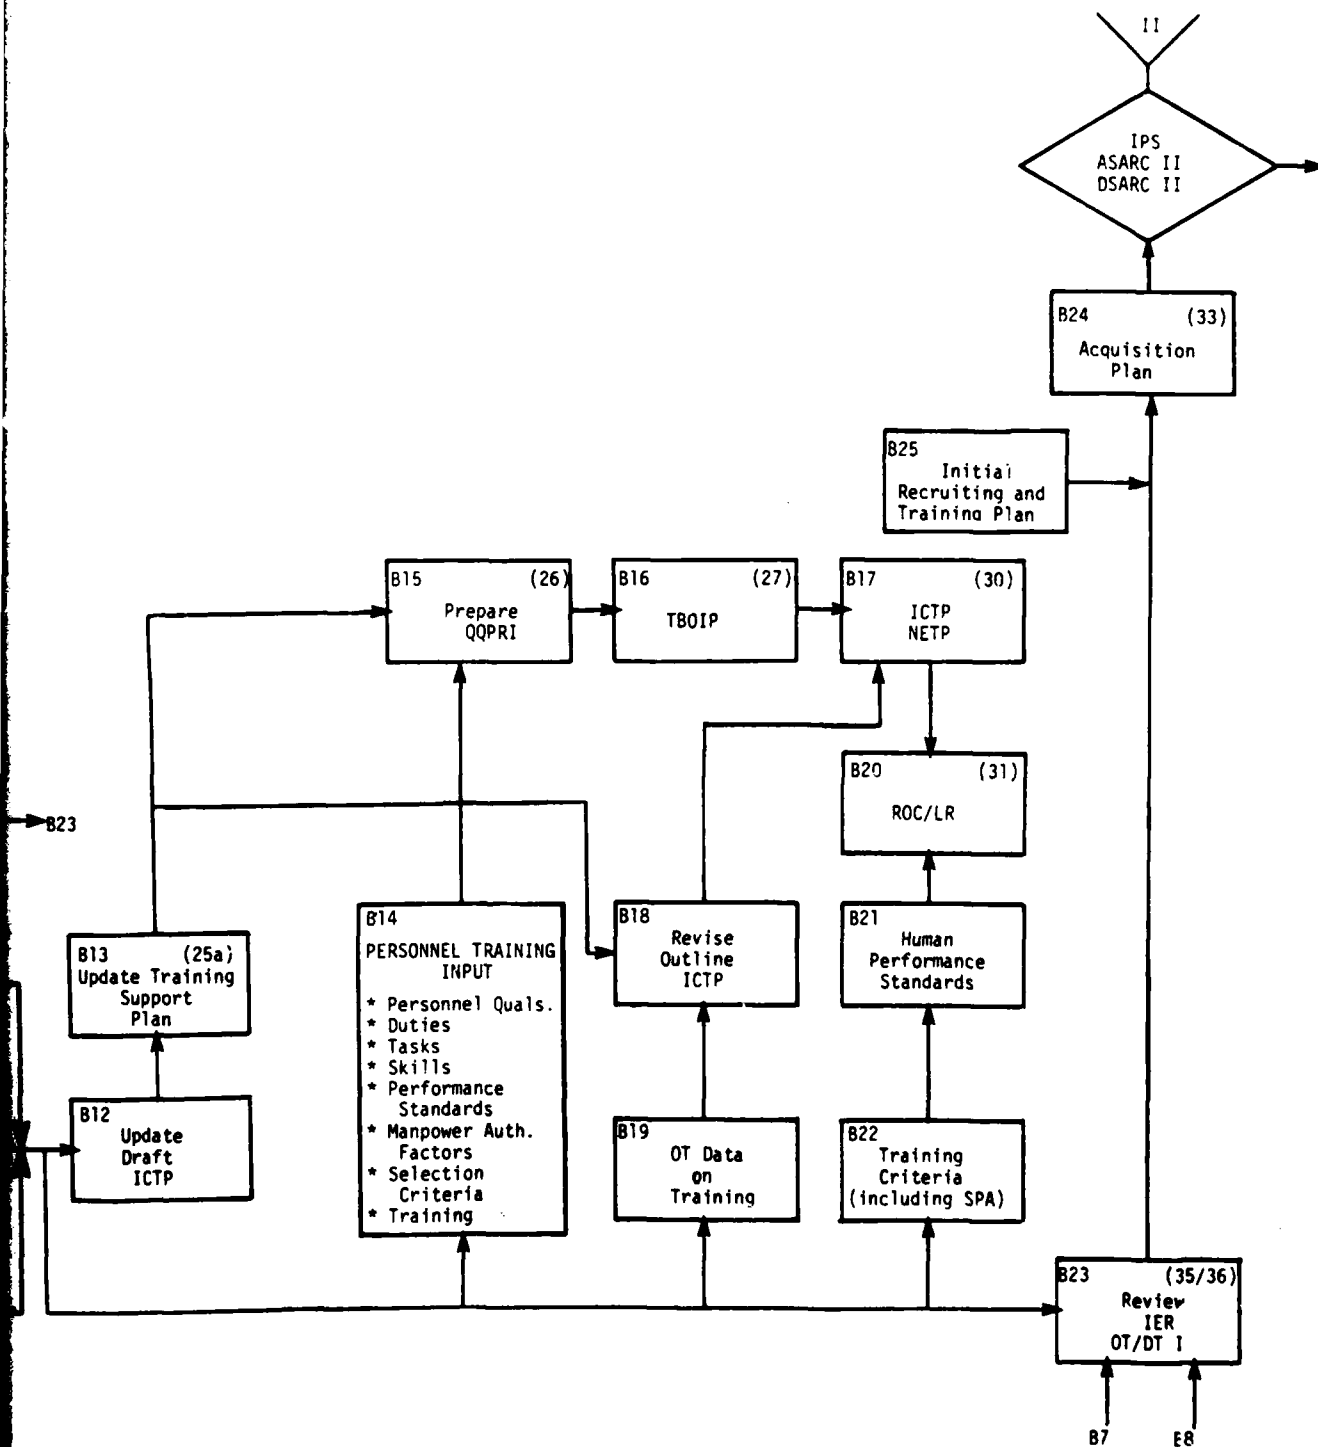 II
IPS
ASARC II
DSARC II
B24 (33)
Acquisition
Plan
B25
Initial
Recruiting and
Training Plan
B15 (26)
Prepare
QQPRI
B16 (27)
TBOIP
B17 (30)
ICTP
NETP
B20 (31)
ROC/LR
B23
B13 (25a)
Update Training
Support
Plan
B14
PERSONNEL TRAINING
INPUT
* Personnel Quals.
* Duties
* Tasks
* Skills
* Performance
Standards
* Manpower Auth.
Factors
* Selection
Criteria
* Training
B18
Revise
Outline
ICTP
B21
Human
Performance
Standards
B12
Update
Draft
ICTP
B19
OT Data
on
Training
B22
Training
Criteria
(including SPA)
B23 (35/36)
Review
IER
OT/DT I
B7
E8